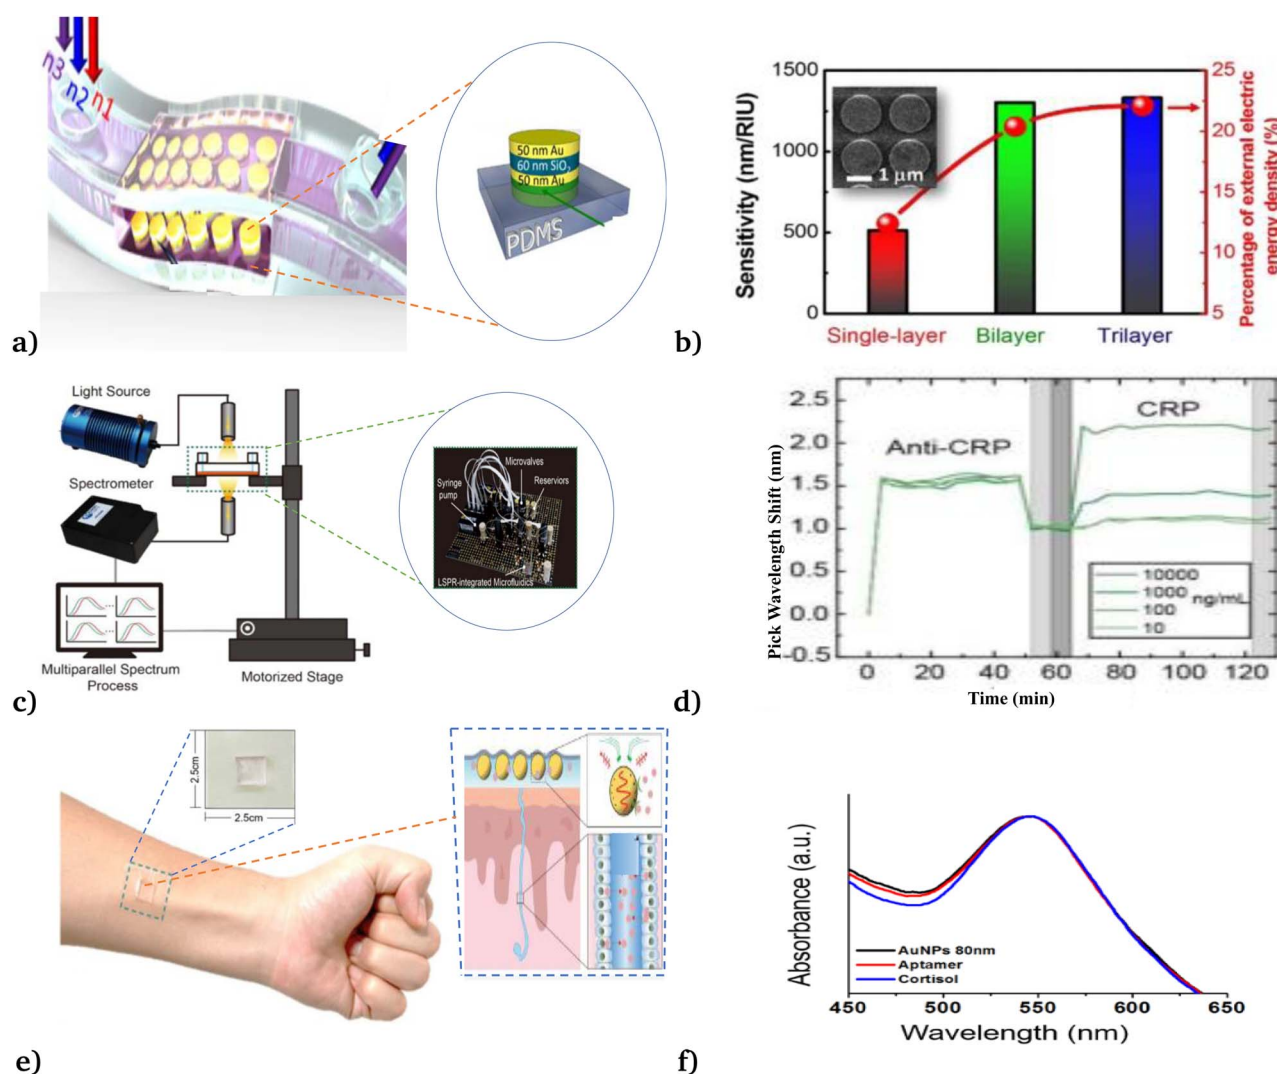 n3
n2
n1
50 nm Au
60 nm SiO2
50 nm Au
PDMS
a)
1500
1000
500
0
Sensitivity (nm/RIU)
1 μm
25
20
15
10
5
Percentage of external electric
energy density (%)
Single-layer
Bilayer
Trilayer
b)
Light Source
Spectrometer
Multiparallel Spectrum
Process
Motorized Stage
Microvalves
Syringe
pump
Reserviors
LSPR-integrated Microfluidics
c)
Pick Wavelength Shift (nm)
2.5
2.0
1.5
1.0
0.5
0.0
-0.5
Anti-CRP
CRP
10000
1000
100
10
ng/mL
0
20
40
60
80
100
120
Time (min)
d)
2.5cm
2.5cm
e)
Absorbance (a.u.)
AuNPs 80nm
Aptamer
Cortisol
450
500
550
600
650
Wavelength (nm)
f)